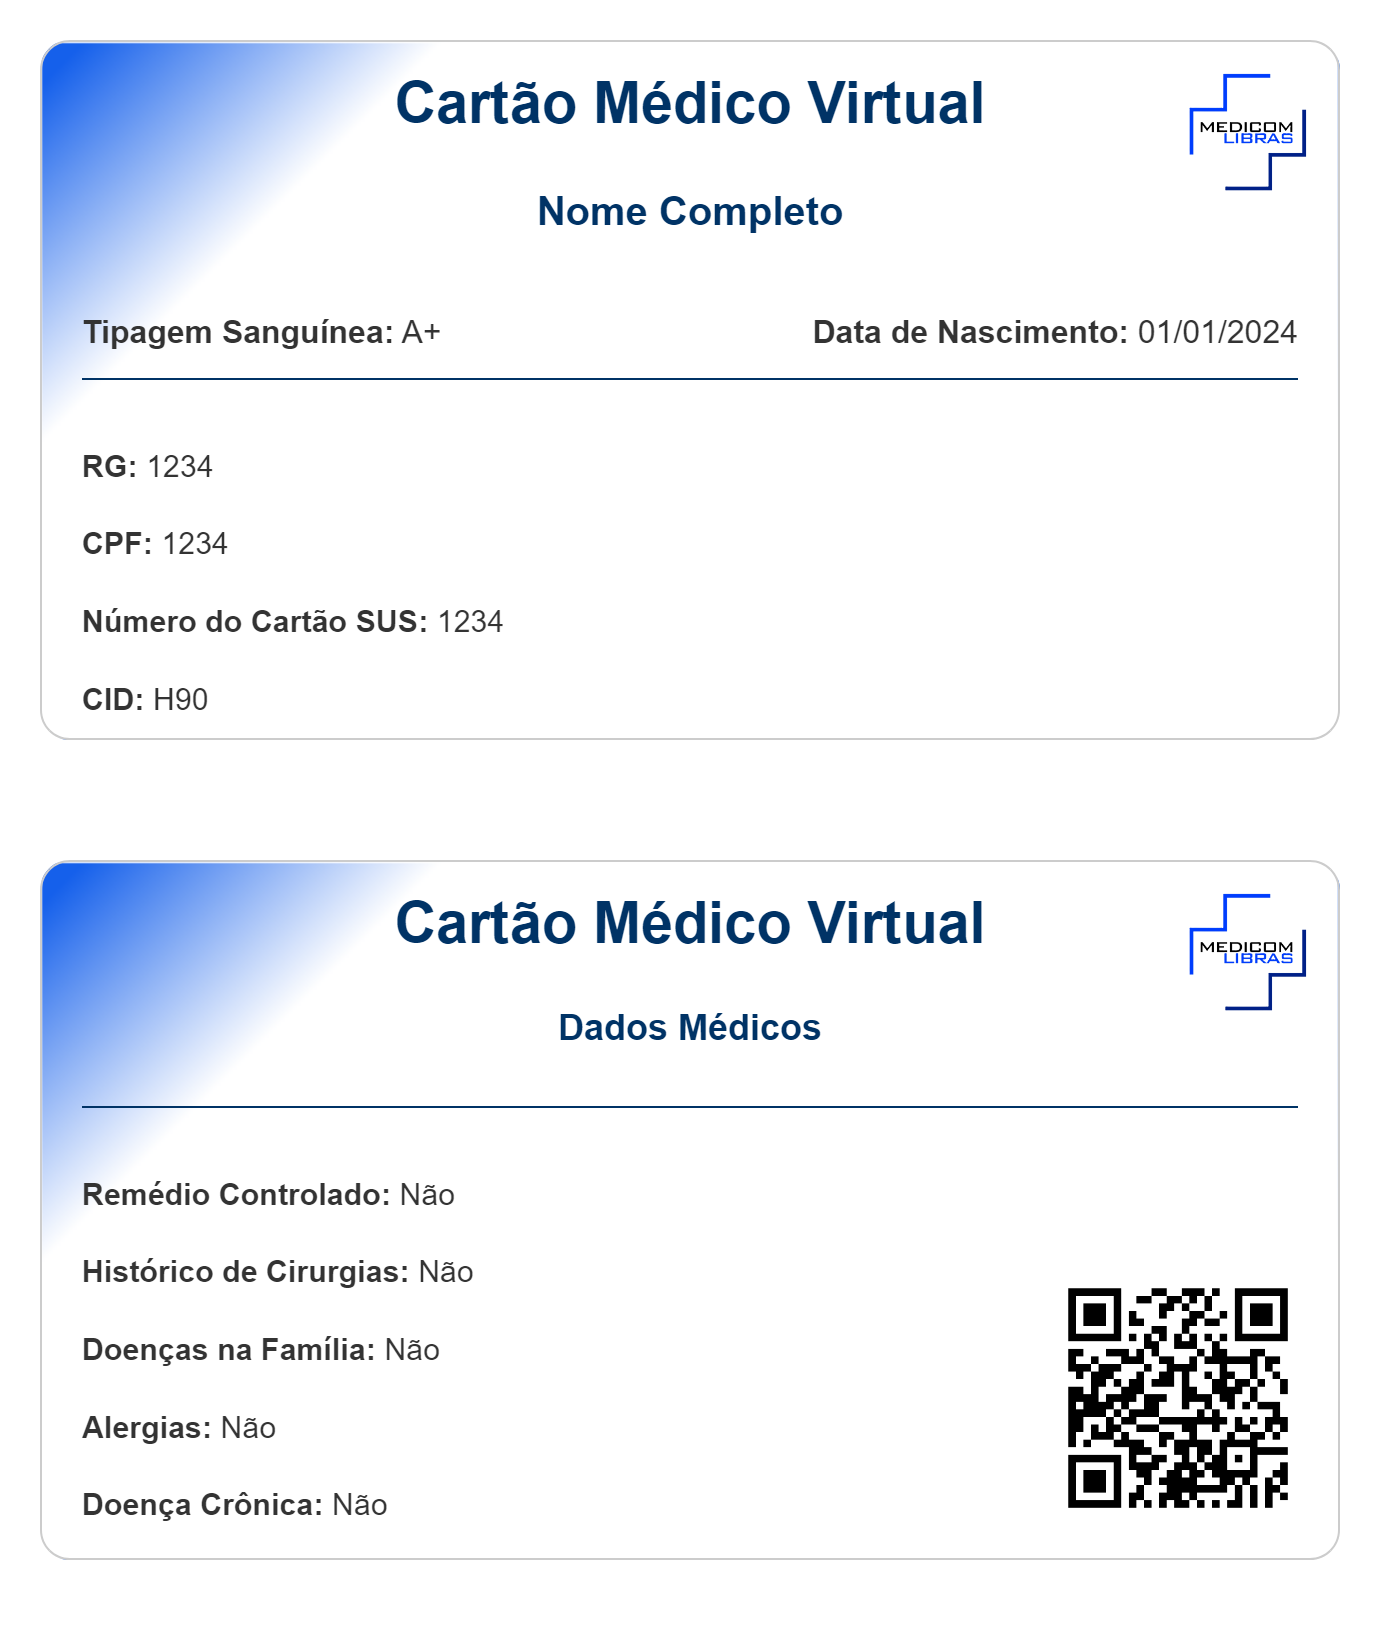 Cartão Médico Virtual
MEDICOM
LIBRAS
Nome Completo
Tipagem Sanguínea: A+ Data de Nascimento: 01/01/2024
RG: 1234
CPF: 1234
Número do Cartão SUS: 1234
CID: H90
Cartão Médico Virtual
MEDICOM
LIBRAS
Dados Médicos
Remédio Controlado: Não
Histórico de Cirurgias: Não
Doenças na Família: Não
Alergias: Não
Doença Crônica: Não